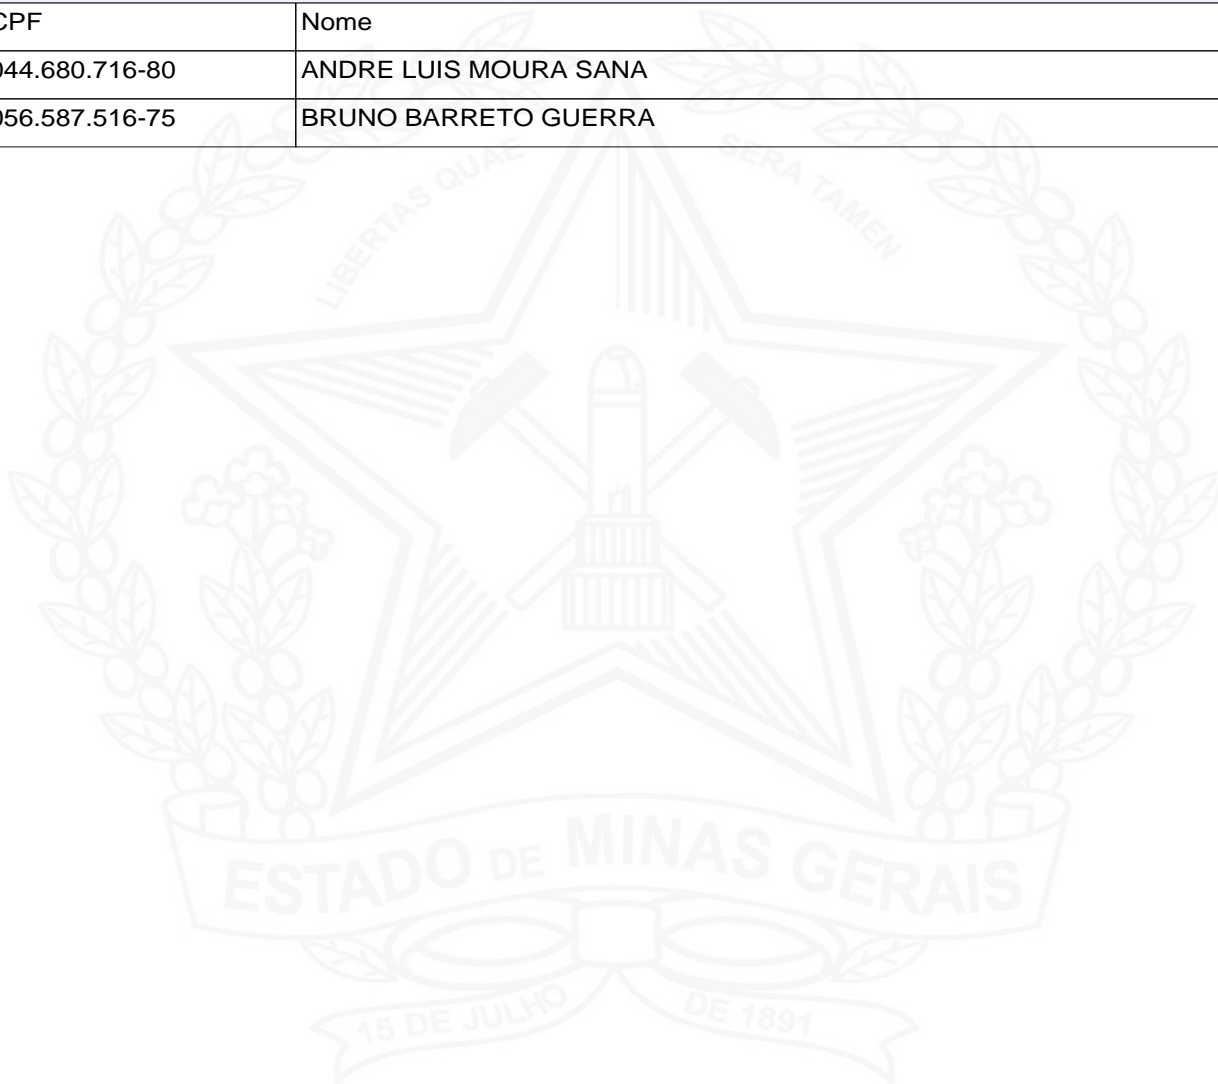 CPF Nome
044.680.716-80 ANDRE LUIS MOURA SANA
056.587.516-75 BRUNO BARRETO GUERRA
LIBERTAS QUAE SERA TAMEN
ESTADO DE MINAS GERAIS
15 DE JULHO DE 1891